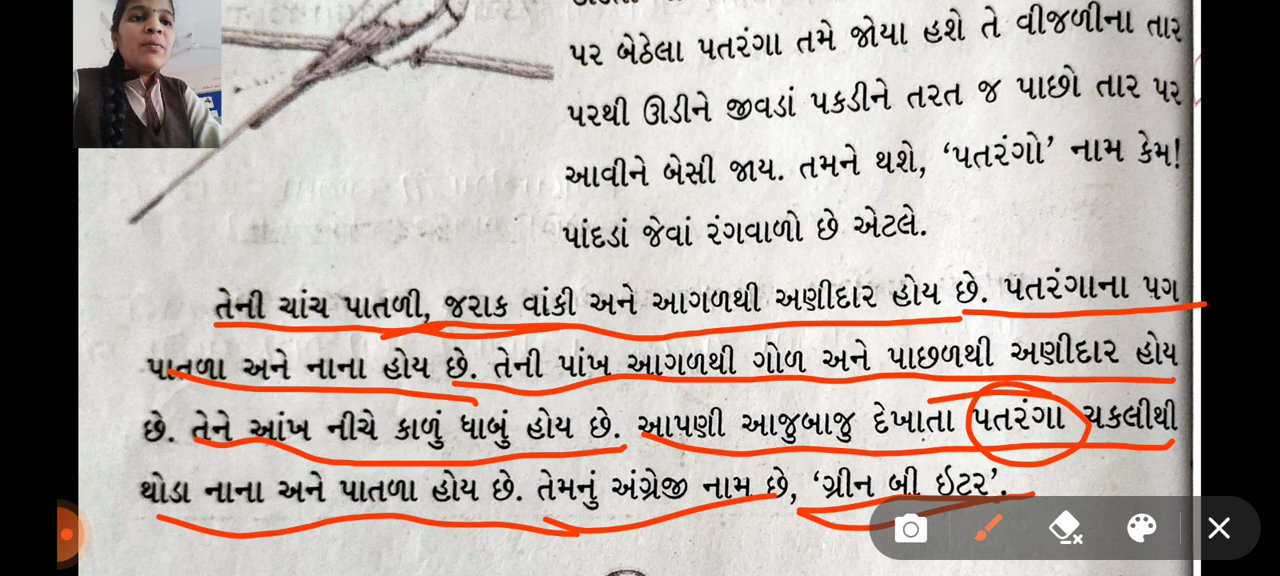 પર બેઠેલા પતરંગા તમે જોયા હશે તે વીજળીના તાર
પરથી ઊડીને જીવડાં પકડીને તરત જ પાછો તાર પર
આવીને બેસી જાય. તમને થશે, ‘પતરંગો’ નામ કેમ!
પાંદડાં જેવાં રંગવાળો છે એટલે.
તેની ચાંચ પાતળી, જરાક વાંકી અને આગળથી અણીદાર હોય છે. પતરંગાના પગ
પાતળા અને નાના હોય છે. તેની પાંખ આગળથી ગોળ અને પાછળથી અણીદાર હોય
છે. તેને આંખ નીચે કાળું ધાબું હોય છે. આપણી આજુબાજુ દેખાતા પતરંગા ચકલીથી
થોડા નાના અને પાતળા હોય છે. તેમનું અંગ્રેજી નામ છે, ‘ગ્રીન બી ઇટર’.